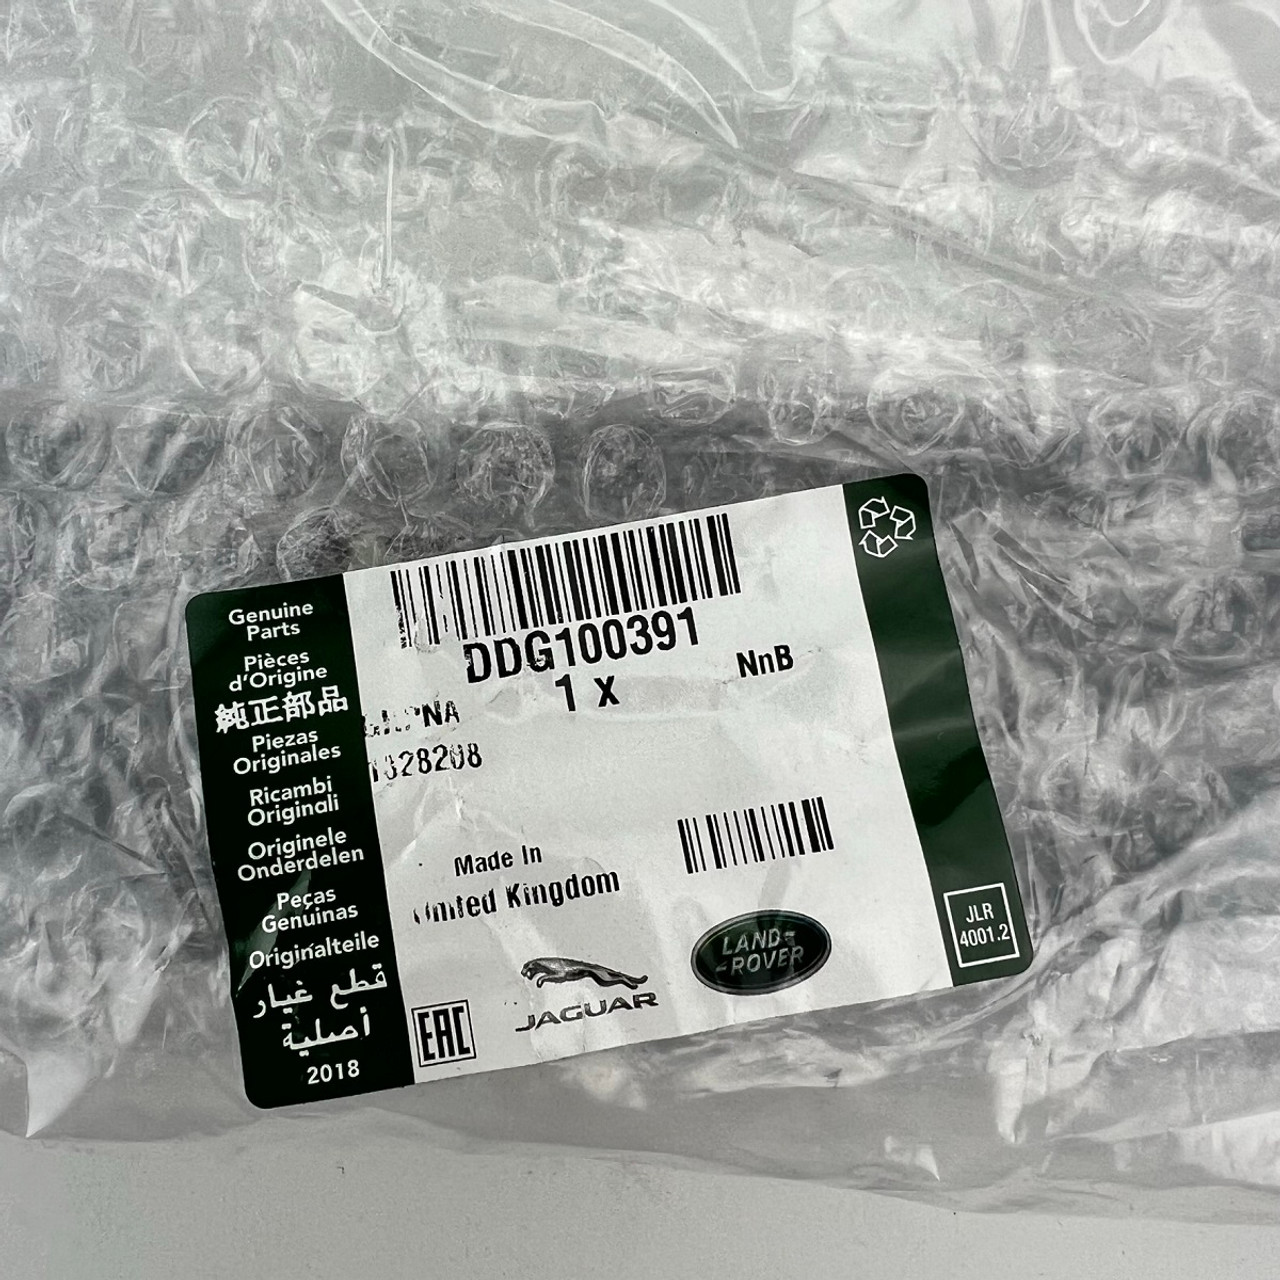 Genuine
Parts
Pièces
d'Origine
純正部品
Piezas
Originales
Ricambi
Originali
Originele
Onderdelen
Peças
Genuinas
Originalteile
قطع غيار
أصلية
2018
DDG100391
1 x
NnB
Made In
United Kingdom
EAC
JAGUAR
LAND-
-ROVER
JLR
4001.2